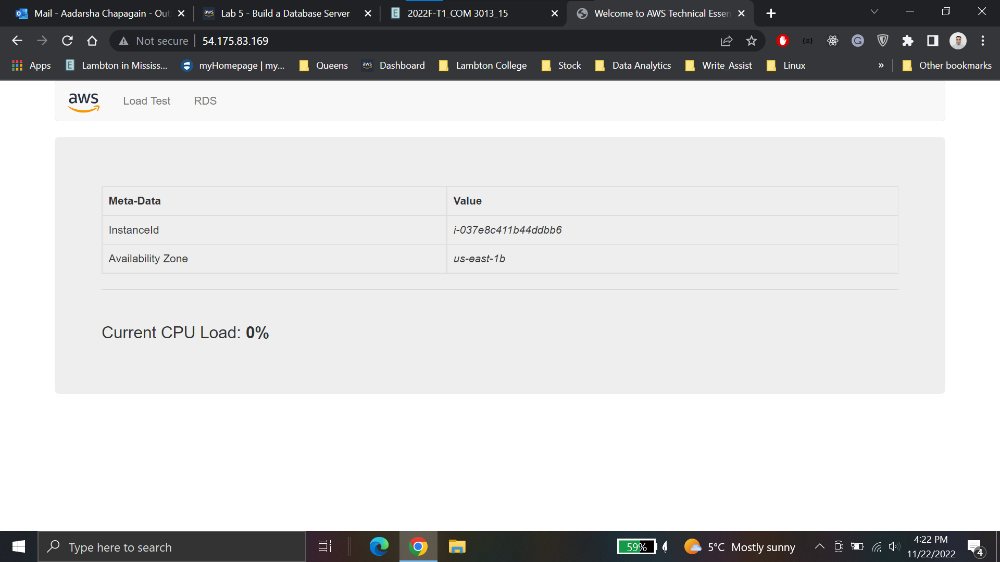 Mail - Aadarsha Chapagain - Out
aws Lab 5 - Build a Database Server
E 2022F-T1_COM 3013_15
Welcome to AWS Technical Essen
Not secure 54.175.83.169
Apps
E Lambton in Mississ...
myHomepage | my...
Queens
aws Dashboard
Lambton College
Stock
Data Analytics
Write_Assist
Linux
»
Other bookmarks
aws
Load Test
RDS
Meta-Data Value
InstanceId i-037e8c411b44ddbb6
Availability Zone us-east-1b
Current CPU Load: 0%
Type here to search
59%
5°C Mostly sunny
4:22 PM
11/22/2022
4